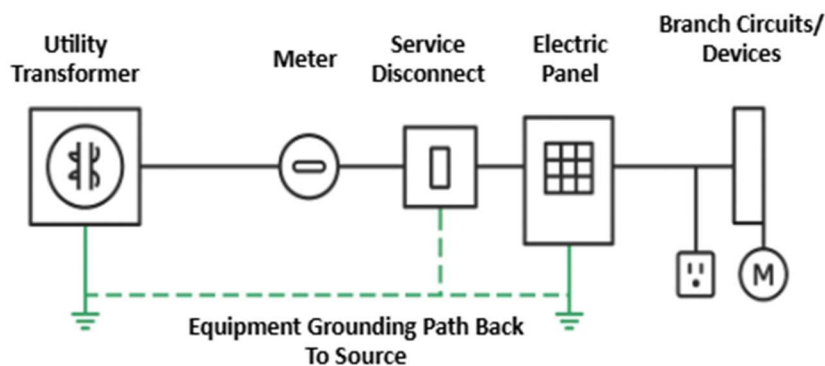 Utility
Transformer
Meter
Service
Disconnect
Electric
Panel
Branch Circuits/
Devices
M
Equipment Grounding Path Back
To Source